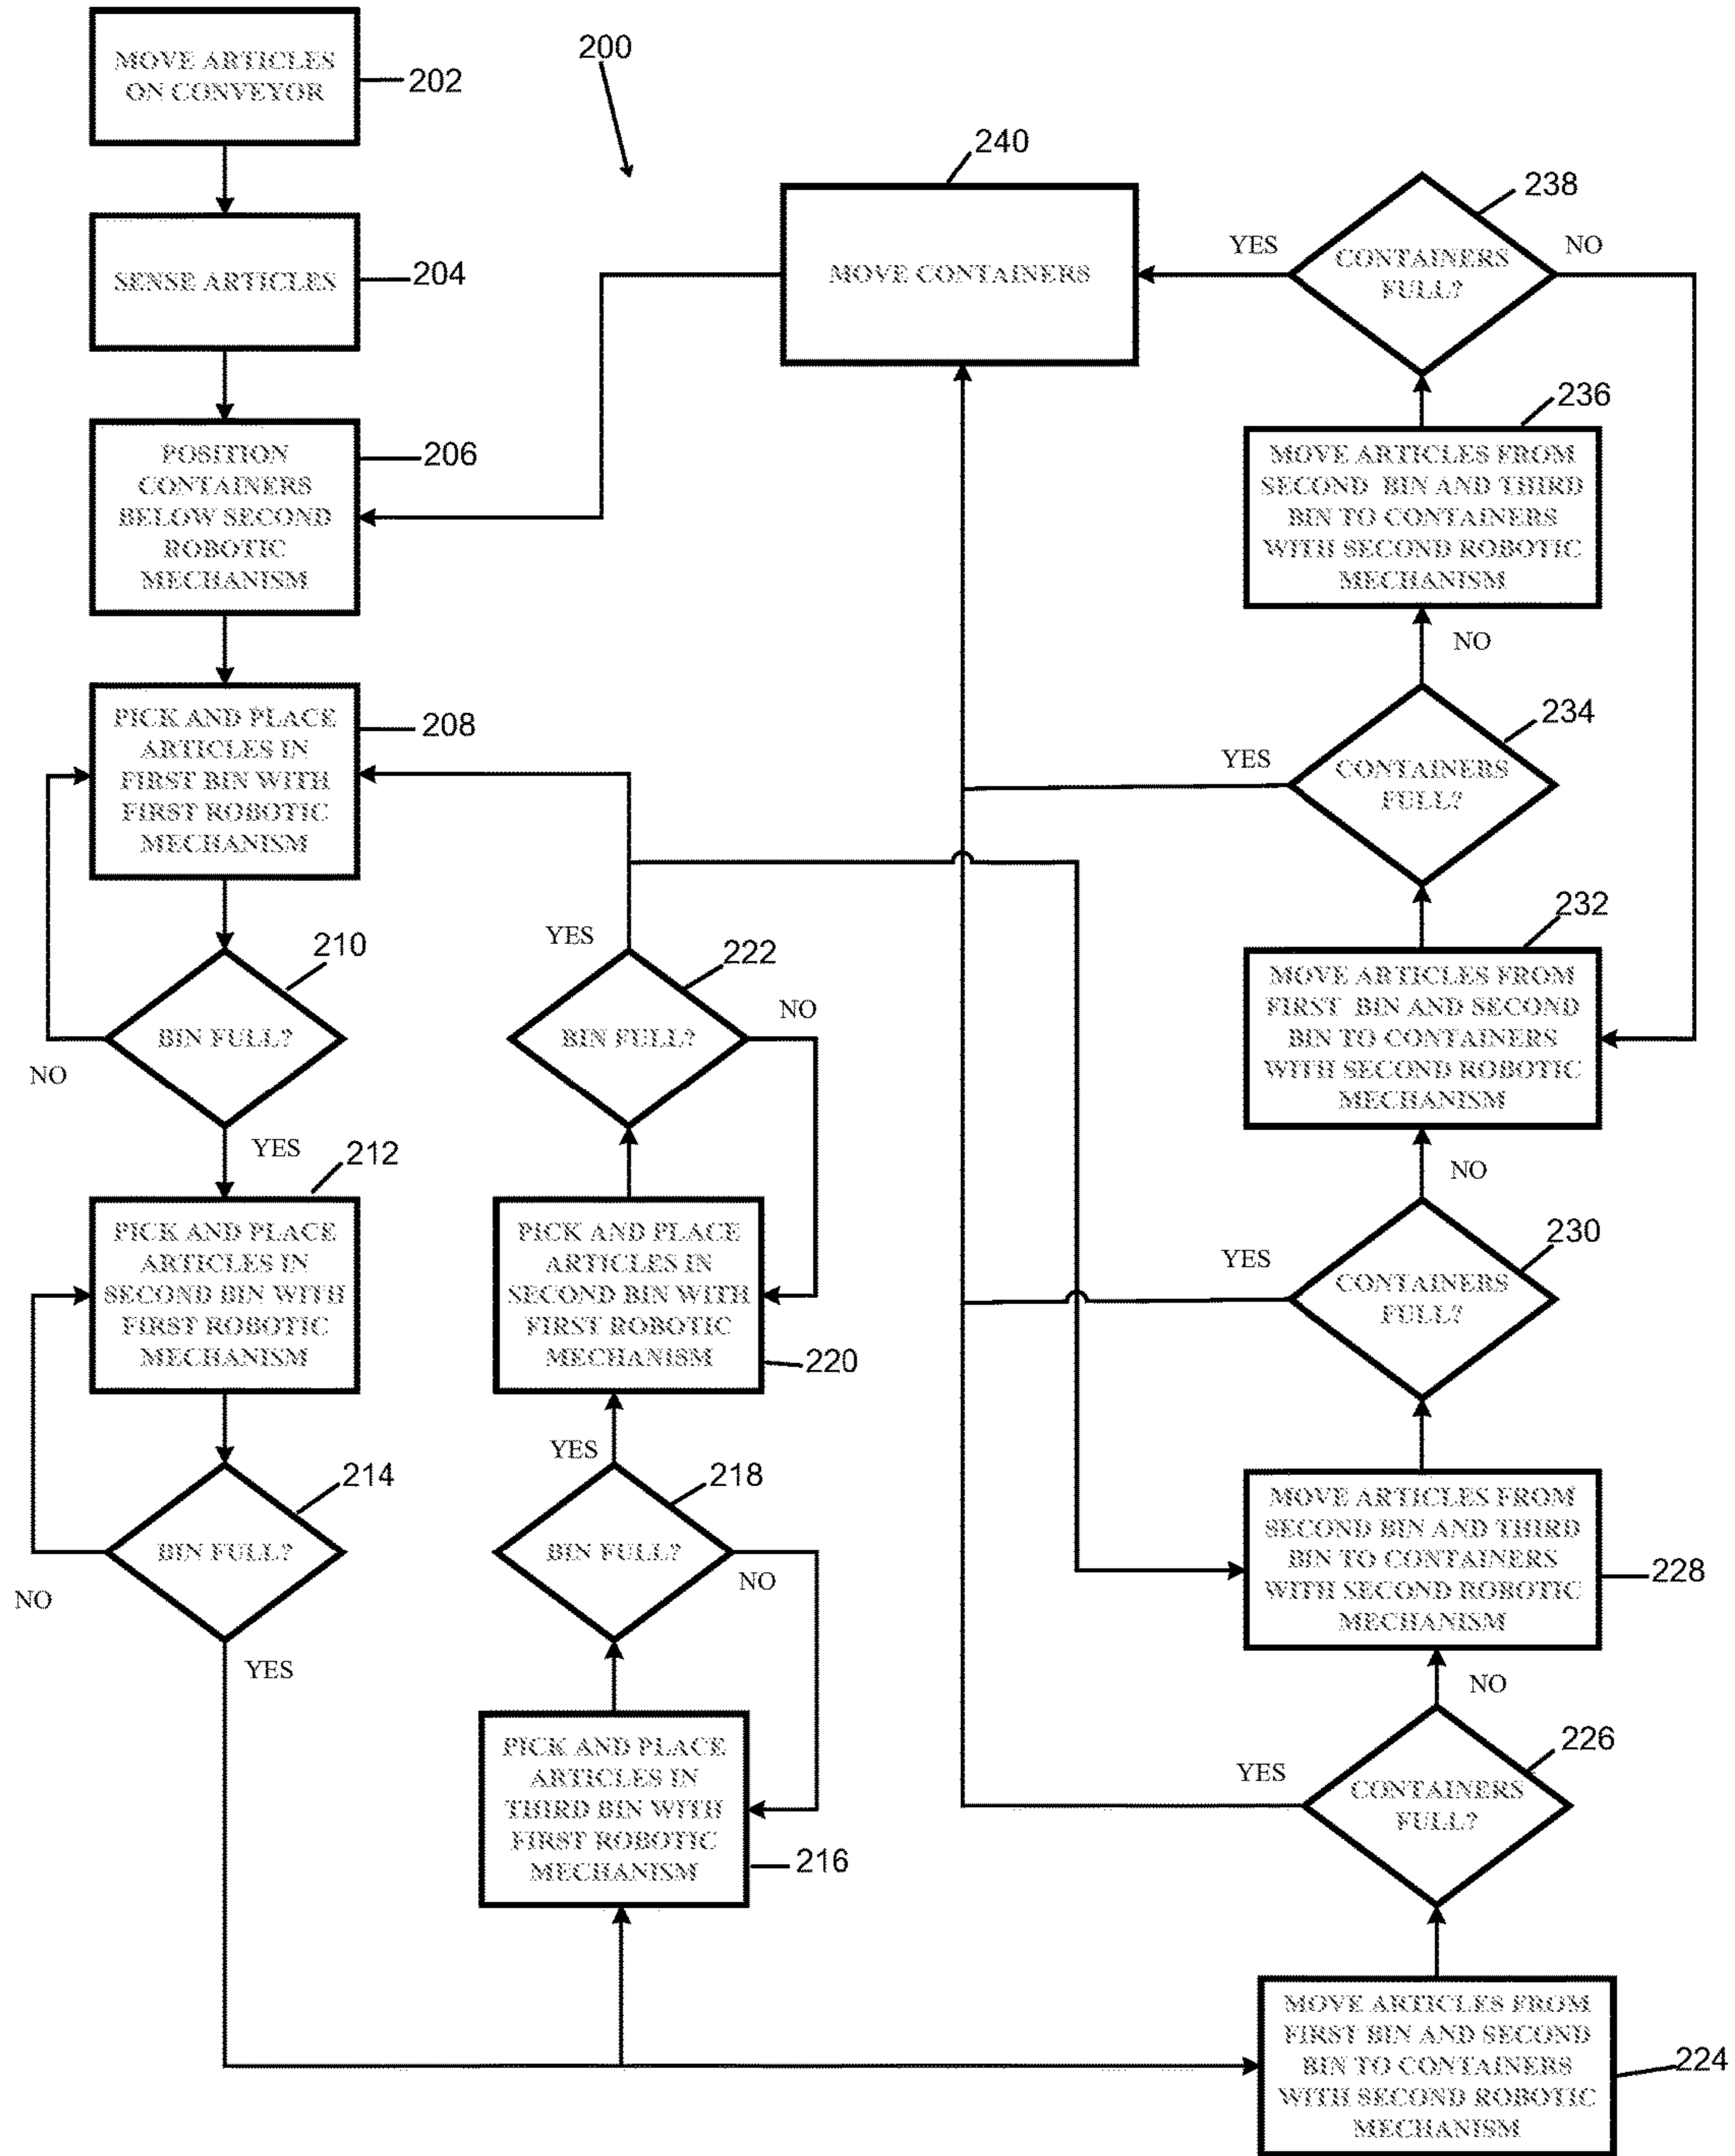 MOVE ARTICLES
ON CONVEYOR
202
SENSE ARTICLES
204
POSITION
CONTAINERS
BELOW SECOND
ROBOTIC
MECHANISM
206
PICK AND PLACE
ARTICLES IN
FIRST BIN WITH
FIRST ROBOTIC
MECHANISM
208
210
BIN FULL?
NO
YES
212
PICK AND PLACE
ARTICLES IN
SECOND BIN WITH
FIRST ROBOTIC
MECHANISM
214
BIN FULL?
NO
YES
200
YES
222
NO
BIN FULL?
PICK AND PLACE
ARTICLES IN
SECOND BIN WITH
FIRST ROBOTIC
MECHANISM
220
YES
218
BIN FULL?
NO
PICK AND PLACE
ARTICLES IN
THIRD BIN WITH
FIRST ROBOTIC
MECHANISM
216
240
MOVE CONTAINERS
238
YES
NO
CONTAINERS
FULL?
236
MOVE ARTICLES FROM
SECOND BIN AND THIRD
BIN TO CONTAINERS
WITH SECOND ROBOTIC
MECHANISM
NO
234
YES
CONTAINERS
FULL?
232
MOVE ARTICLES FROM
FIRST BIN AND SECOND
BIN TO CONTAINERS
WITH SECOND ROBOTIC
MECHANISM
NO
230
YES
CONTAINERS
FULL?
MOVE ARTICLES FROM
SECOND BIN AND THIRD
BIN TO CONTAINERS
WITH SECOND ROBOTIC
MECHANISM
228
NO
226
YES
CONTAINERS
FULL?
MOVE ARTICLES FROM
FIRST BIN AND SECOND
BIN TO CONTAINERS
WITH SECOND ROBOTIC
MECHANISM
224